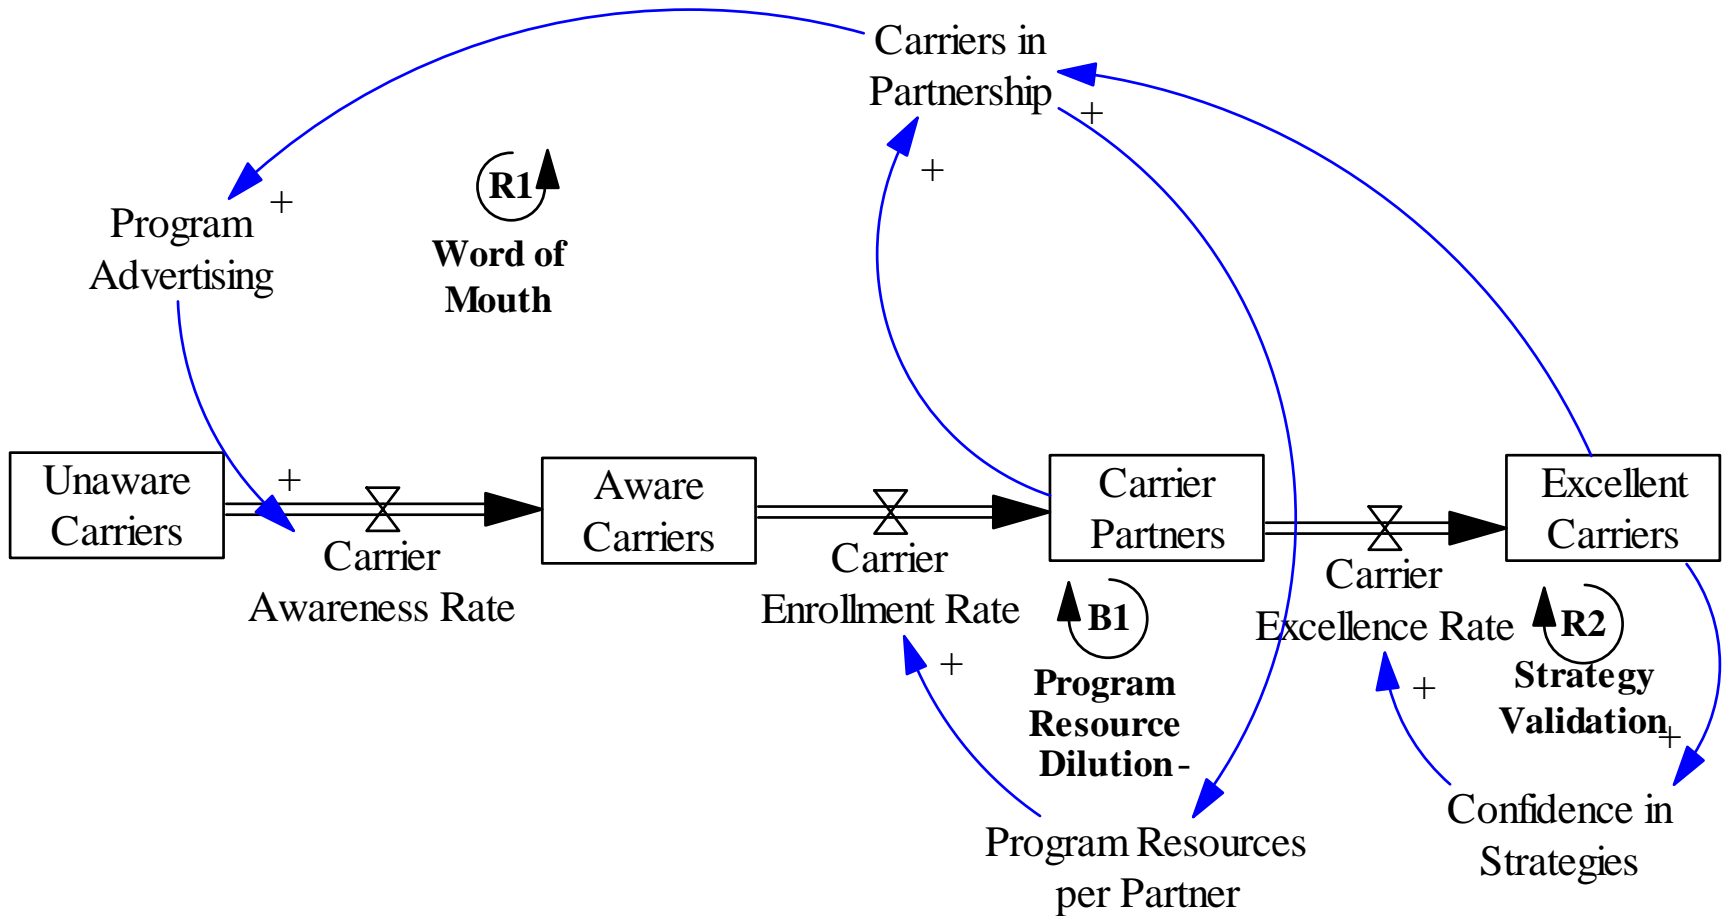 Carriers in
Partnership
+
+
R1
Word of
Mouth
+
Program
Advertising
+
Unaware
Carriers
Carrier
Awareness Rate
Aware
Carriers
Carrier
Enrollment Rate
+
Carrier
Partners
B1
Program
Resource
Dilution
-
Carrier
Excellence Rate
+
Excellent
Carriers
R2
Strategy
Validation
+
Program Resources
per Partner
Confidence in
Strategies